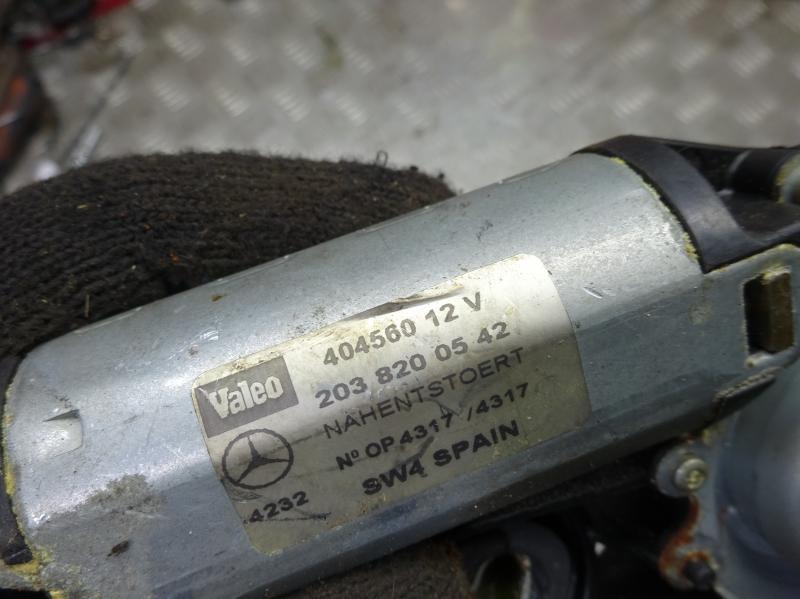 Valeo
404560 12 V
203 820 05 42
NAHENTSTOERT
Nº OP 4317 /4317
4232
SW4 SPAIN